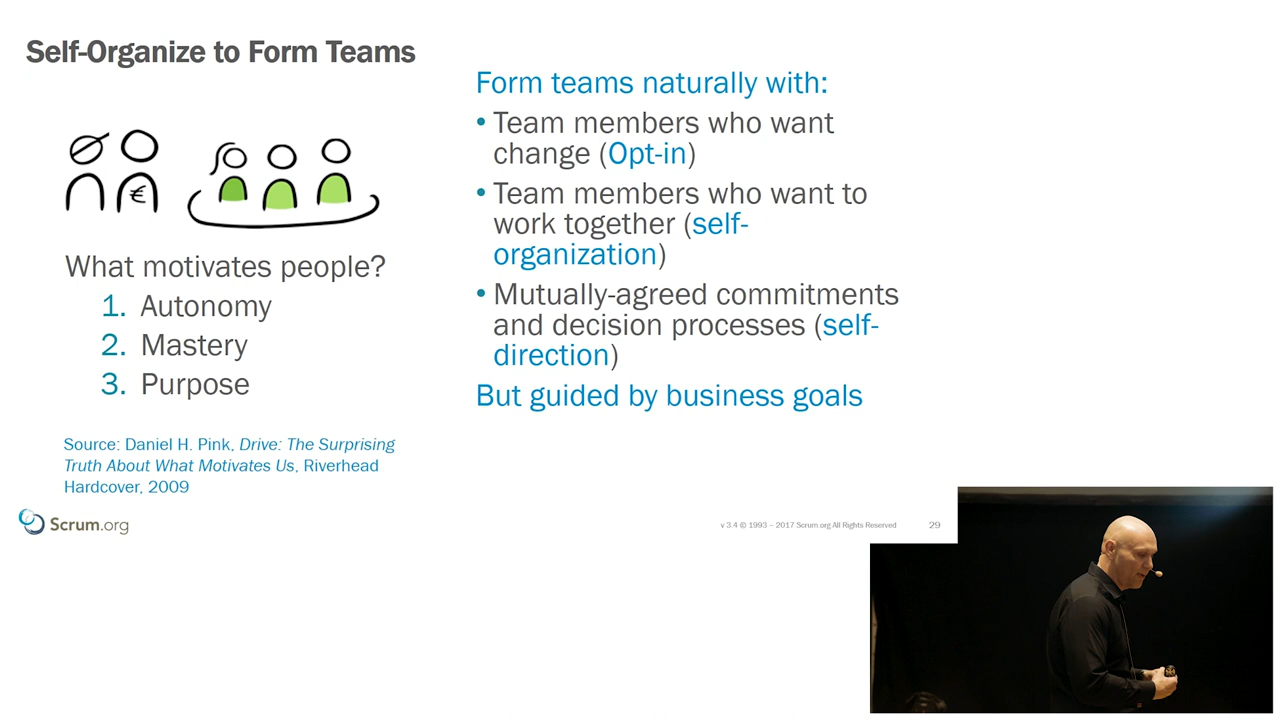 Self-Organize to Form Teams
€
What motivates people?
1. Autonomy
2. Mastery
3. Purpose
Source: Daniel H. Pink, Drive: The Surprising
Truth About What Motivates Us, Riverhead
Hardcover, 2009
Form teams naturally with:
• Team members who want
change (Opt-in)
• Team members who want to
work together (self-
organization)
• Mutually-agreed commitments
and decision processes (self-
direction)
But guided by business goals
Scrum.org
v 3.4 © 1993 – 2017 Scrum.org All Rights Reserved
29